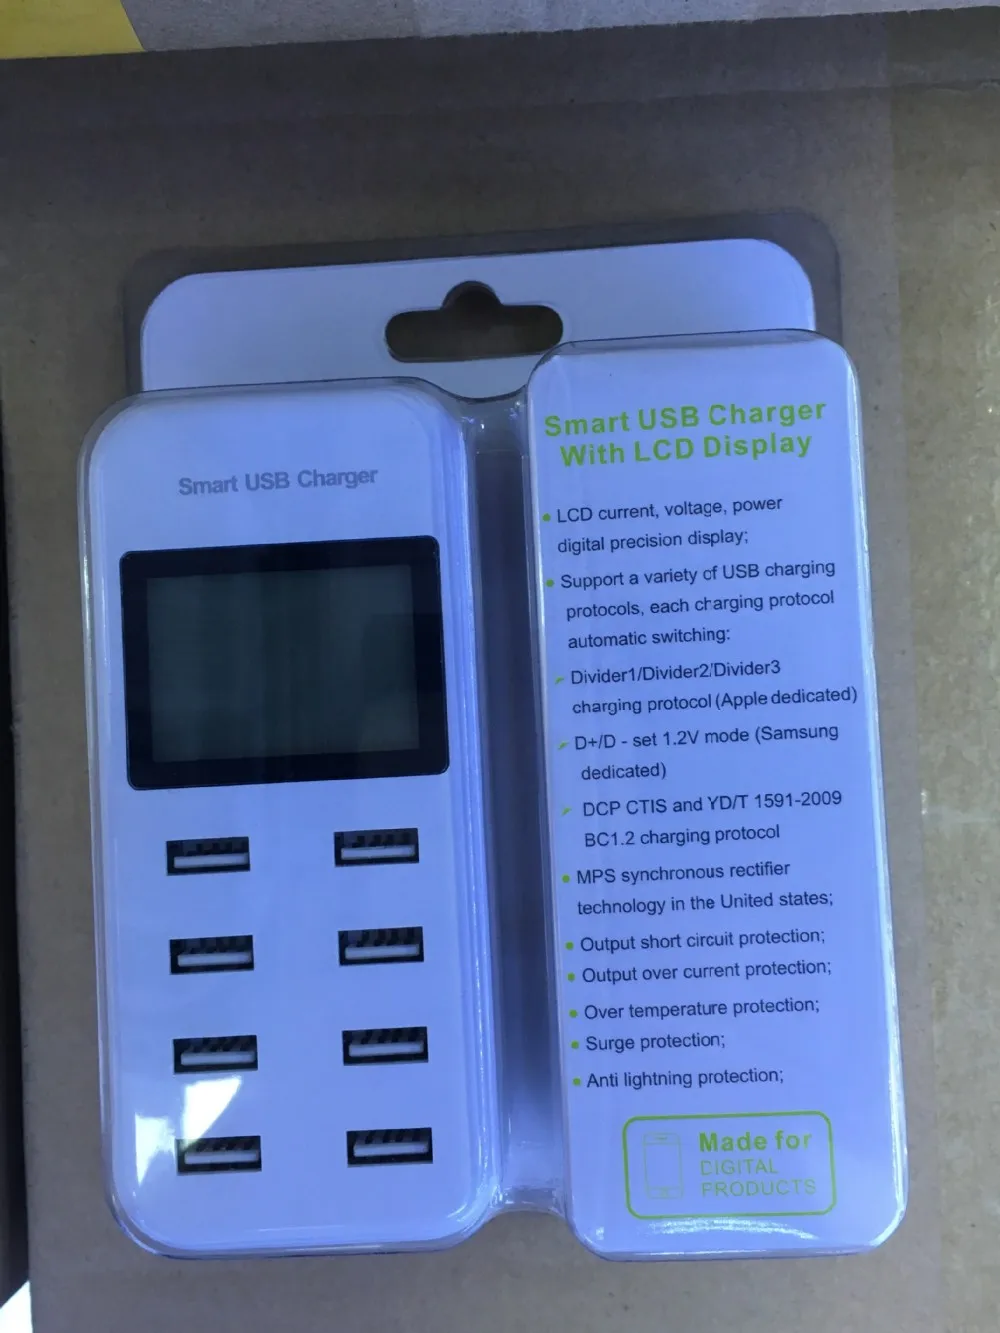 Smart USB Charger
Smart USB Charger
With LCD Display
LCD current, voltage, power
digital precision display;
Support a variety of USB charging
protocols, each charging protocol
automatic switching:
Divider1/Divider2/Divider3
charging protocol (Apple dedicated)
D+/D - set 1.2V mode (Samsung
dedicated)
DCP CTIS and YD/T 1591-2009
BC1.2 charging protocol
MPS synchronous rectifier
technology in the United states;
Output short circuit protection;
Output over current protection;
Over temperature protection;
Surge protection;
Anti lightning protection;
Made for
DIGITAL
PRODUCTS